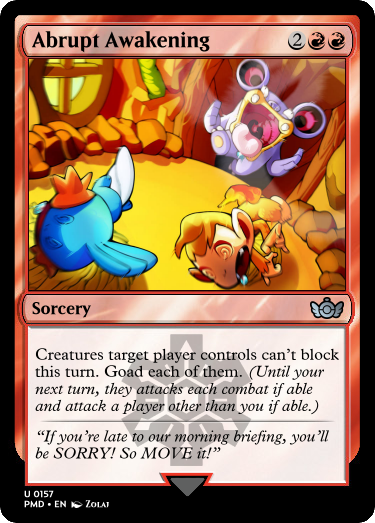 Abrupt Awakening 2
Sorcery
Creatures target player controls can't block
this turn. Goad each of them. (Until your
next turn, they attacks each combat if able
and attack a player other than you if able.)
"If you're late to our morning briefing, you'll
be SORRY! So MOVE it!"
U 0157
PMD • EN Zolaj